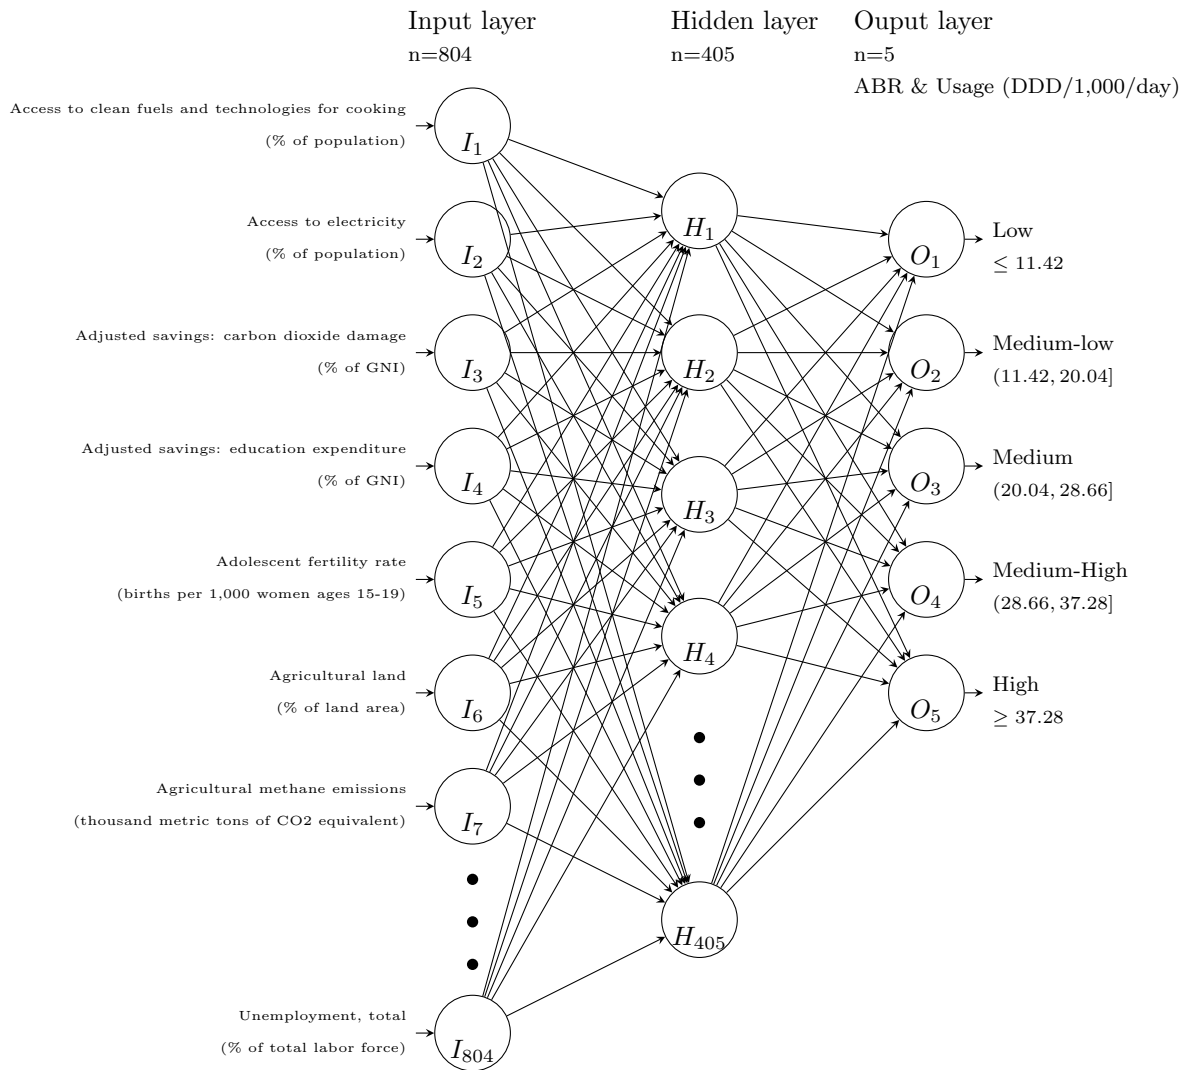 Input layer
n=804
Hidden layer
n=405
Ouput layer
n=5
ABR & Usage (DDD/1,000/day)
Access to clean fuels and technologies for cooking
(% of population)
I₁
Access to electricity
(% of population)
I₂
Adjusted savings: carbon dioxide damage
(% of GNI)
I₃
Adjusted savings: education expenditure
(% of GNI)
I₄
Adolescent fertility rate
(births per 1,000 women ages 15-19)
I₅
Agricultural land
(% of land area)
I₆
Agricultural methane emissions
(thousand metric tons of CO2 equivalent)
I₇
Unemployment, total
(% of total labor force)
I₈₀₄
H₁
H₂
H₃
H₄
H₄₀₅
O₁
Low
≤ 11.42
O₂
Medium-low
(11.42, 20.04]
O₃
Medium
(20.04, 28.66]
O₄
Medium-High
(28.66, 37.28]
O₅
High
≥ 37.28